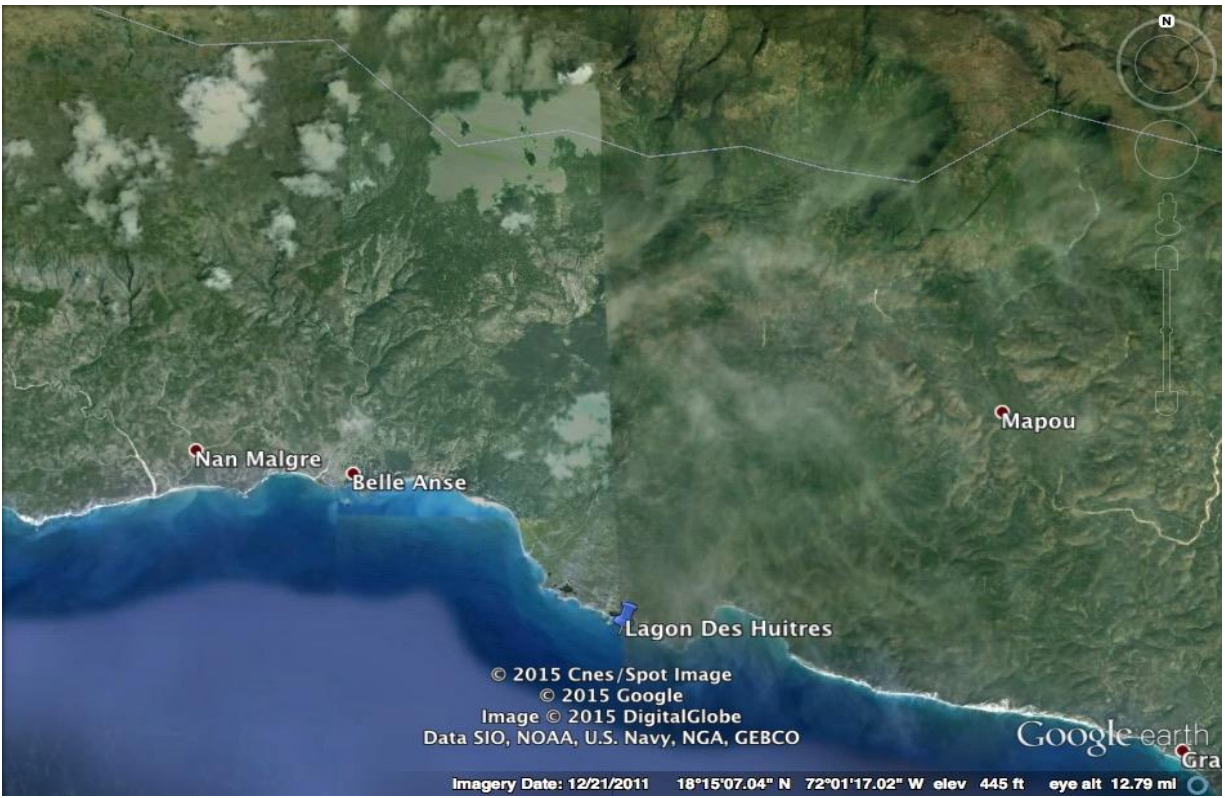 N
Mapou
Nan Malgre
Belle Anse
Lagon Des Huitres
© 2015 Cnes/Spot Image
© 2015 Google
Image © 2015 DigitalGlobe
Data SIO, NOAA, U.S. Navy, NGA, GEBCO
Google earth
Gra
Imagery Date: 12/21/2011 18°15'07.04" N 72°01'17.02" W elev 445 ft eye alt 12.79 mi